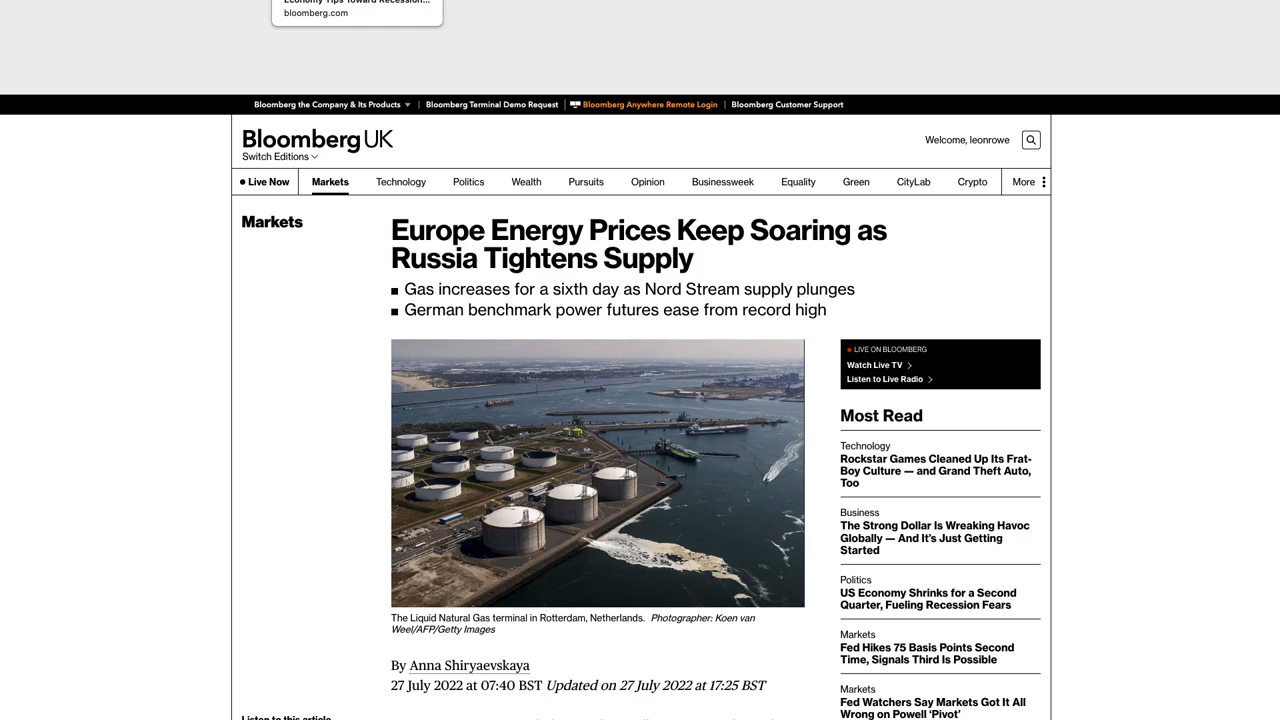 Economy Tips Toward Recession...
bloomberg.com
Bloomberg the Company & Its Products
Bloomberg Terminal Demo Request
Bloomberg Anywhere Remote Login
Bloomberg Customer Support
Bloomberg UK
Switch Editions
Welcome, leonrowe
Live Now
Markets
Technology
Politics
Wealth
Pursuits
Opinion
Businessweek
Equality
Green
CityLab
Crypto
More
Markets
Europe Energy Prices Keep Soaring as
Russia Tightens Supply
Gas increases for a sixth day as Nord Stream supply plunges
German benchmark power futures ease from record high
The Liquid Natural Gas terminal in Rotterdam, Netherlands. Photographer: Koen van
Weel/AFP/Getty Images
By Anna Shiryaevskaya
27 July 2022 at 07:40 BST Updated on 27 July 2022 at 17:25 BST
Listen to this article
LIVE ON BLOOMBERG
Watch Live TV
Listen to Live Radio
Most Read
Technology
Rockstar Games Cleaned Up Its Frat-
Boy Culture — and Grand Theft Auto,
Too
Business
The Strong Dollar Is Wreaking Havoc
Globally — And It's Just Getting
Started
Politics
US Economy Shrinks for a Second
Quarter, Fueling Recession Fears
Markets
Fed Hikes 75 Basis Points Second
Time, Signals Third Is Possible
Markets
Fed Watchers Say Markets Got It All
Wrong on Powell ‘Pivot’